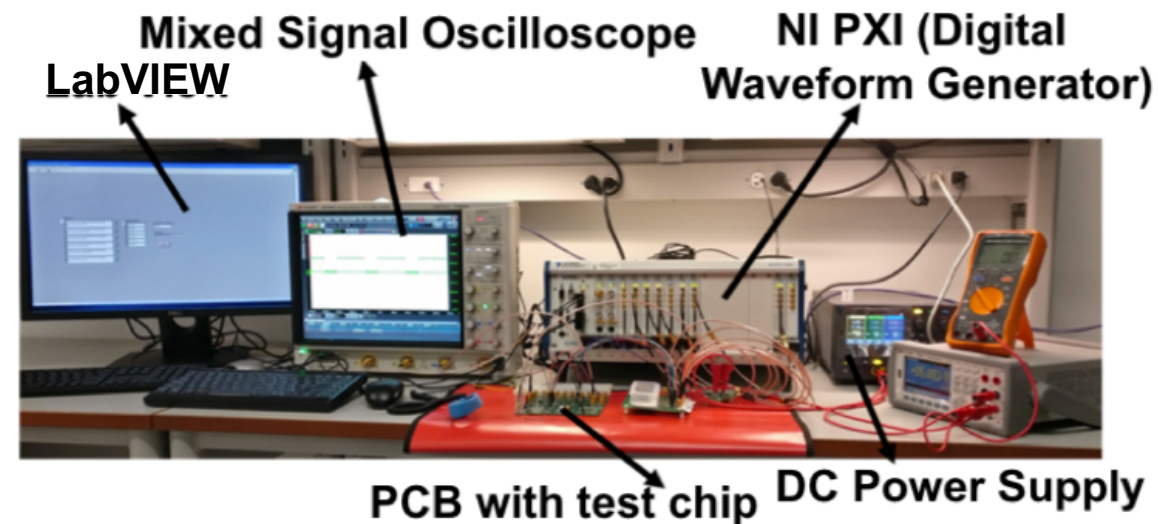 Mixed Signal Oscilloscope
LabVIEW
NI PXI (Digital
Waveform Generator)
PCB with test chip
DC Power Supply